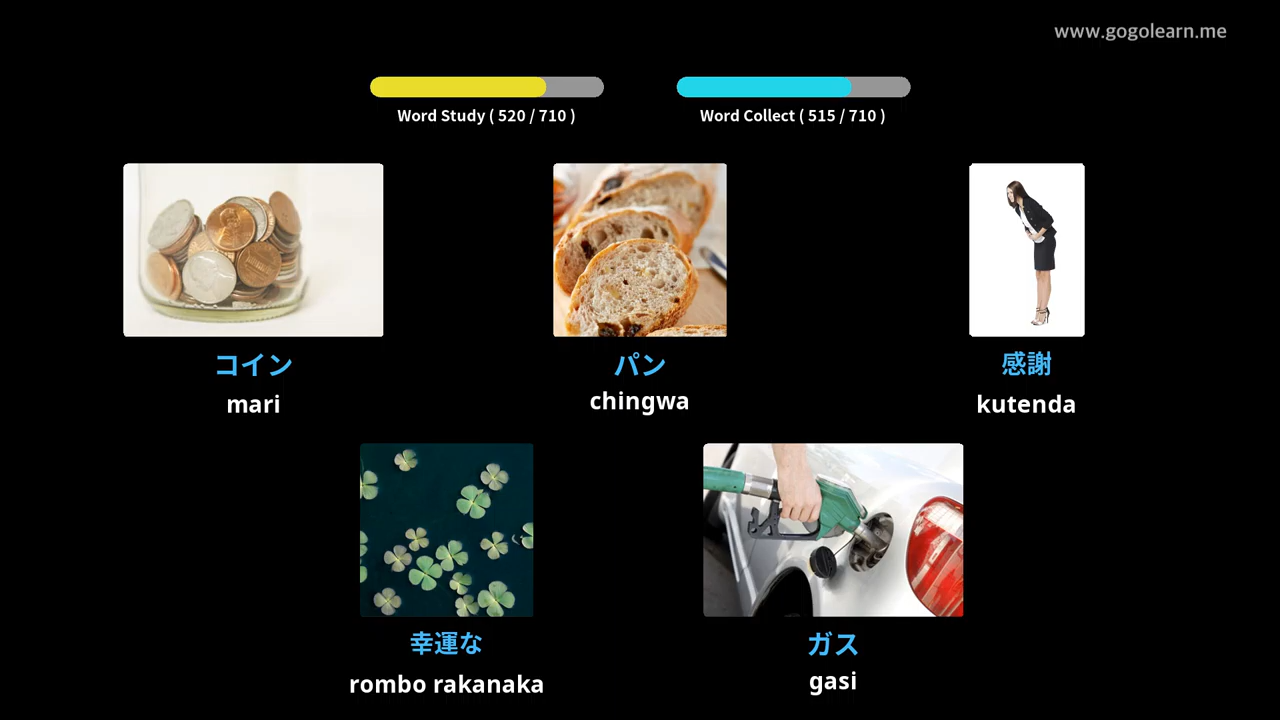 www.gogolearn.me
Word Study ( 520 / 710 )
Word Collect ( 515 / 710 )
コイン
mari
パン
chingwa
感謝
kutenda
幸運な
rombo rakanaka
ガス
gasi